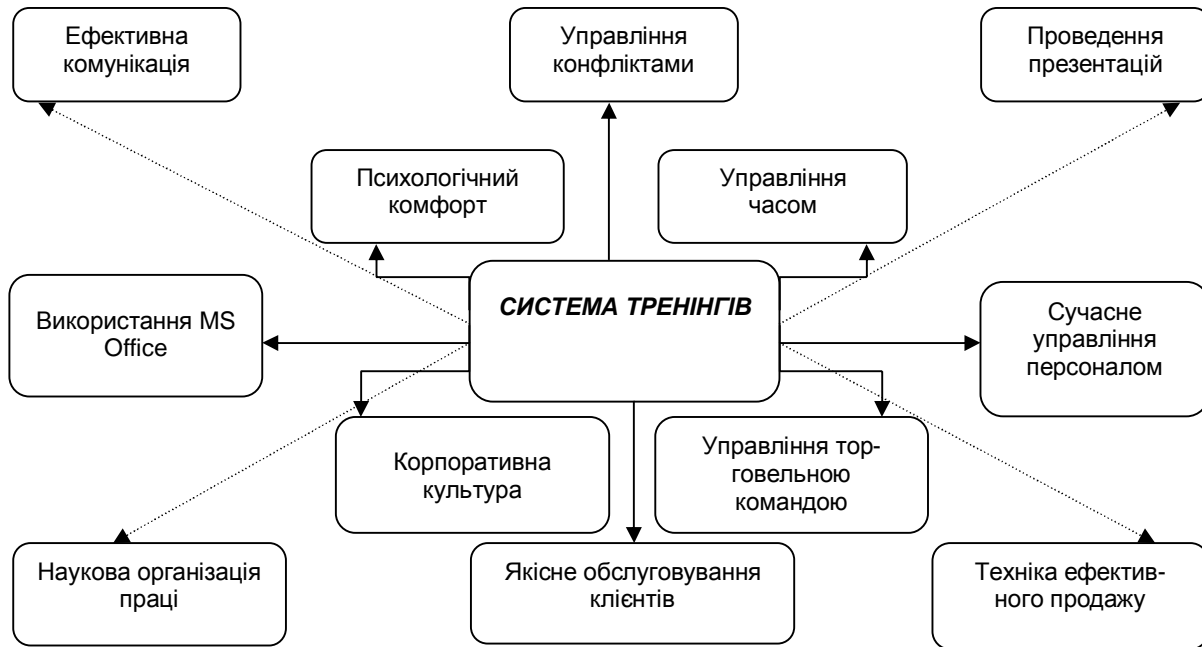 Ефективна
комунікація
Управління
конфліктами
Проведення
презентацій
Психологічний
комфорт
Управління
часом
Використання MS
Office
СИСТЕМА ТРЕНІНГІВ
Сучасне
управління
персоналом
Корпоративна
культура
Управління тор-
говельною
командою
Наукова організація
праці
Якісне обслуговування
клієнтів
Техніка ефектив-
ного продажу